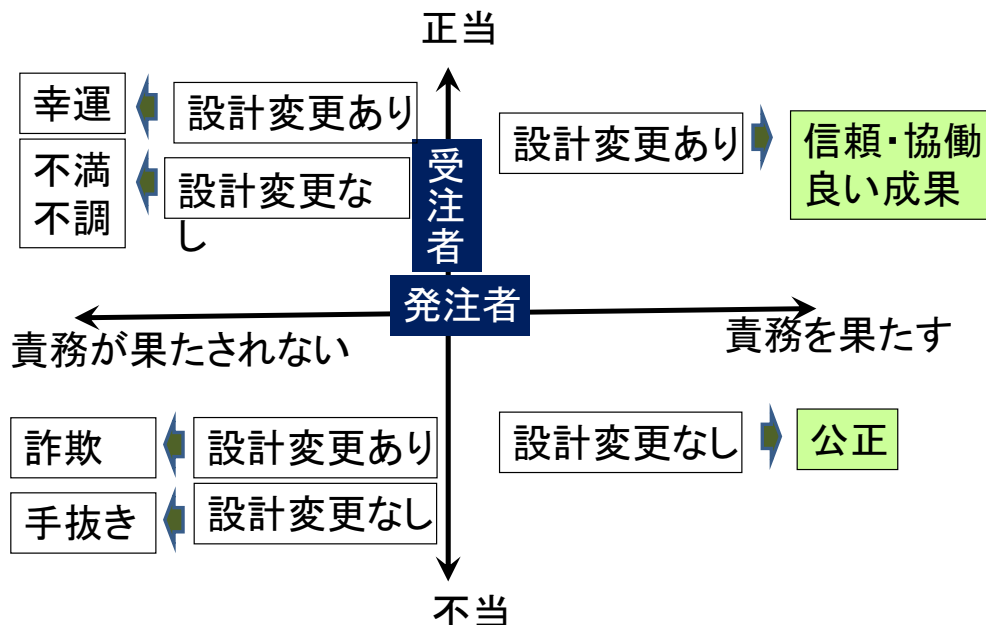 正当
幸運
設計変更あり
不満
不調
設計変更な
し
受
注
者
設計変更あり
信頼・協働
良い成果
発注者
責務が果たされない
責務を果たす
詐欺
設計変更あり
手抜き
設計変更なし
設計変更なし
公正
不当